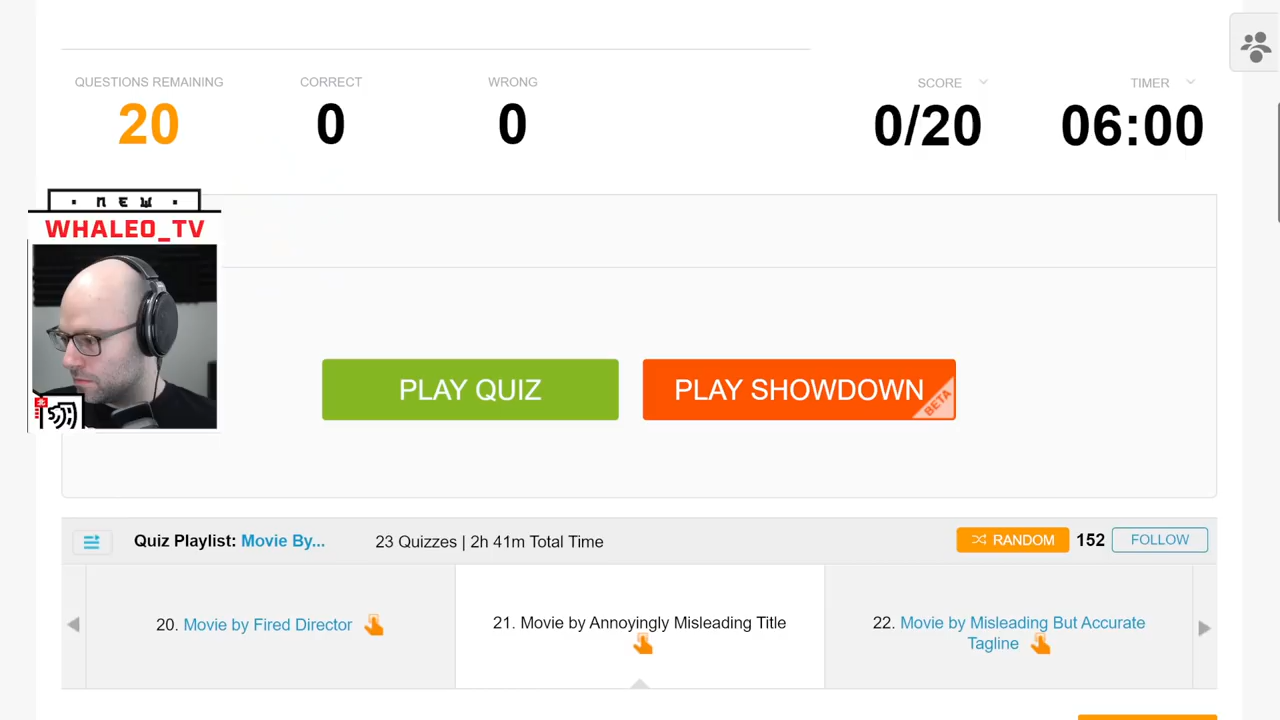 QUESTIONS REMAINING
20
CORRECT
0
WRONG
0
SCORE
0/20
TIMER
06:00
· NEW ·
WHALEO_TV
PLAY QUIZ
PLAY SHOWDOWN
BETA
Quiz Playlist: Movie By...
23 Quizzes | 2h 41m Total Time
RANDOM
152
FOLLOW
20. Movie by Fired Director
21. Movie by Annoyingly Misleading Title
22. Movie by Misleading But Accurate
Tagline